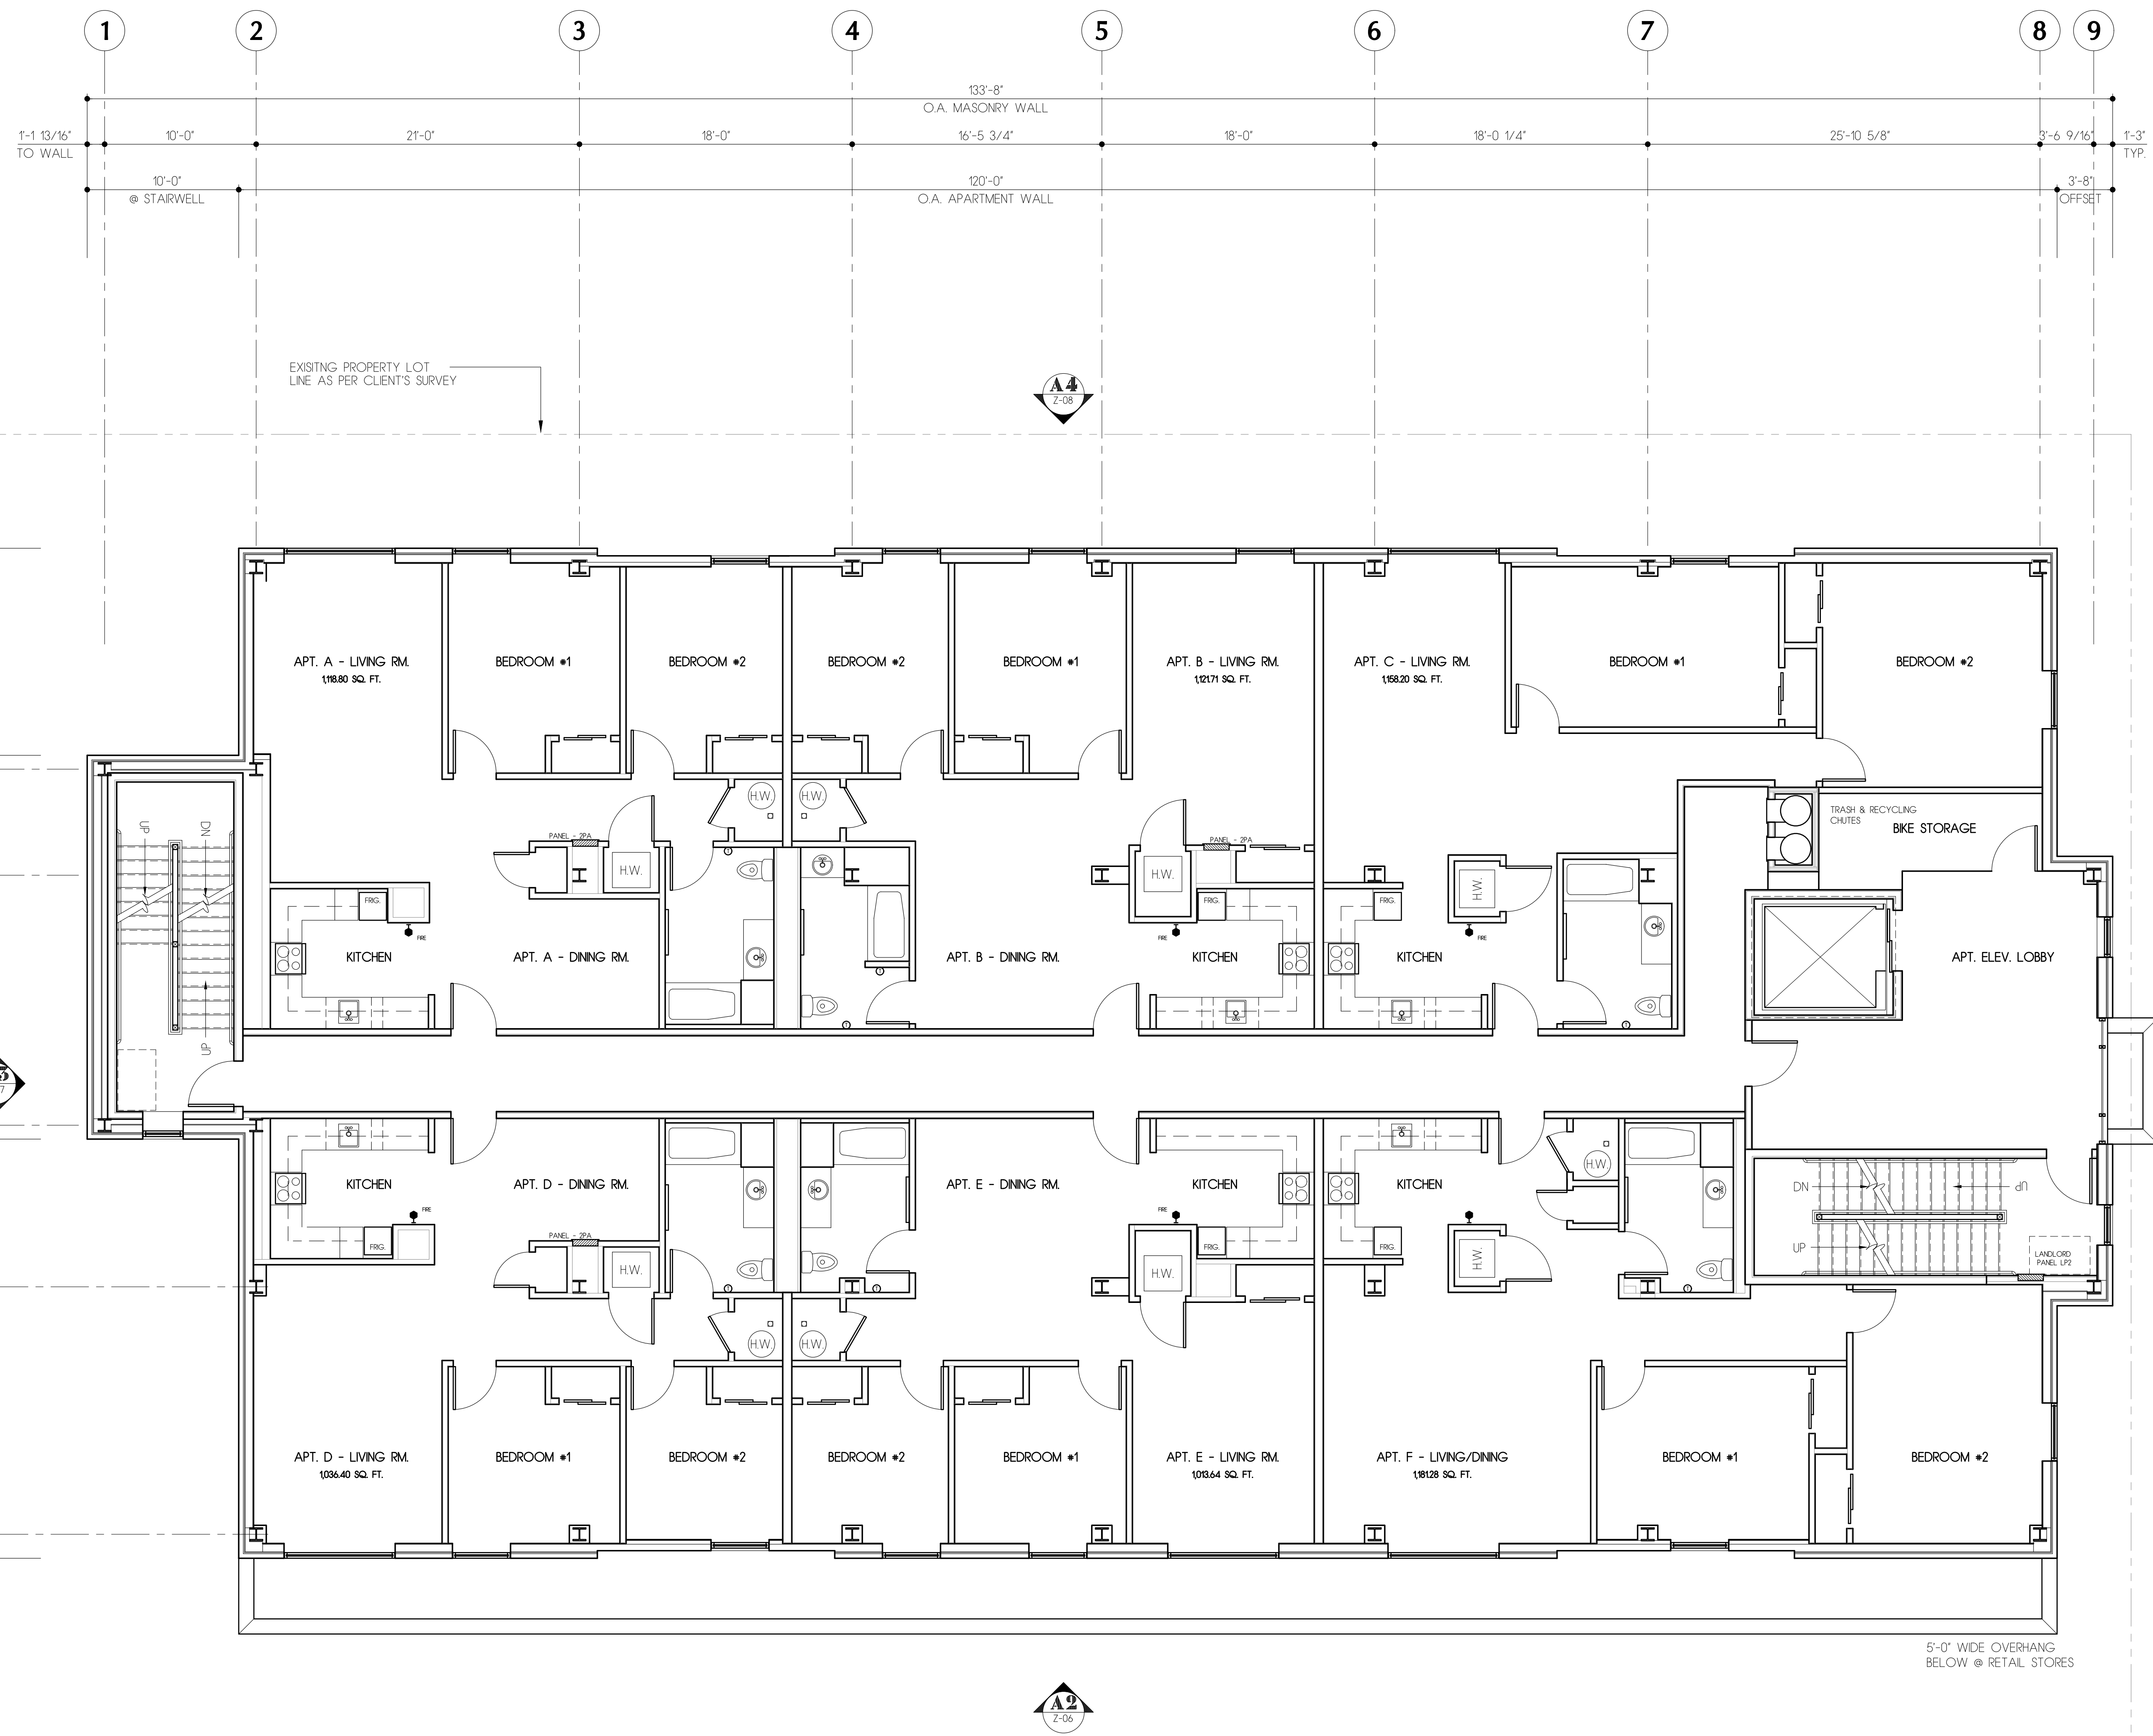 1 2 3 4 5 6 7 8 9
133'-8"
O.A. MASONRY WALL
1'-1 13/16" 10'-0" 21'-0" 18'-0" 16'-5 3/4" 18'-0" 18'-0 1/4" 25'-10 5/8" 3'-6 9/16" 1'-3"
TO WALL TYP.
10'-0" 120'-0" 3'-8"
@ STAIRWELL O.A. APARTMENT WALL OFFSET
EXISITNG PROPERTY LOT
LINE AS PER CLIENT'S SURVEY
A4
Z-08
APT. A - LIVING RM. BEDROOM #1 BEDROOM #2 BEDROOM #2 BEDROOM #1 APT. B - LIVING RM. APT. C - LIVING RM. BEDROOM #1 BEDROOM #2
1,118.80 SQ. FT. 1,121.71 SQ. FT. 1,158.20 SQ. FT.
H.W. H.W.
TRASH & RECYCLING
CHUTES
BIKE STORAGE
UP DN
PANEL - 2PA PANEL - 2PA
H.W. H.W. H.W.
FRIG. FRIG. FRIG.
FIRE FIRE FIRE
KITCHEN APT. A - DINING RM. APT. B - DINING RM. KITCHEN KITCHEN APT. ELEV. LOBBY
UP
H.W.
KITCHEN APT. D - DINING RM. APT. E - DINING RM. KITCHEN KITCHEN
DN UP
FIRE FIRE
PANEL - 2PA
FRIG. FRIG. FRIG.
UP
LANDLORD
PANEL LP2
H.W. H.W. H.W.
H.W. H.W.
APT. D - LIVING RM. BEDROOM #1 BEDROOM #2 BEDROOM #2 BEDROOM #1 APT. E - LIVING RM. APT. F - LIVING/DINING BEDROOM #1 BEDROOM #2
1,036.40 SQ. FT. 1,013.64 SQ. FT. 1,181.28 SQ. FT.
5'-0" WIDE OVERHANG
BELOW @ RETAIL STORES
A2
Z-06